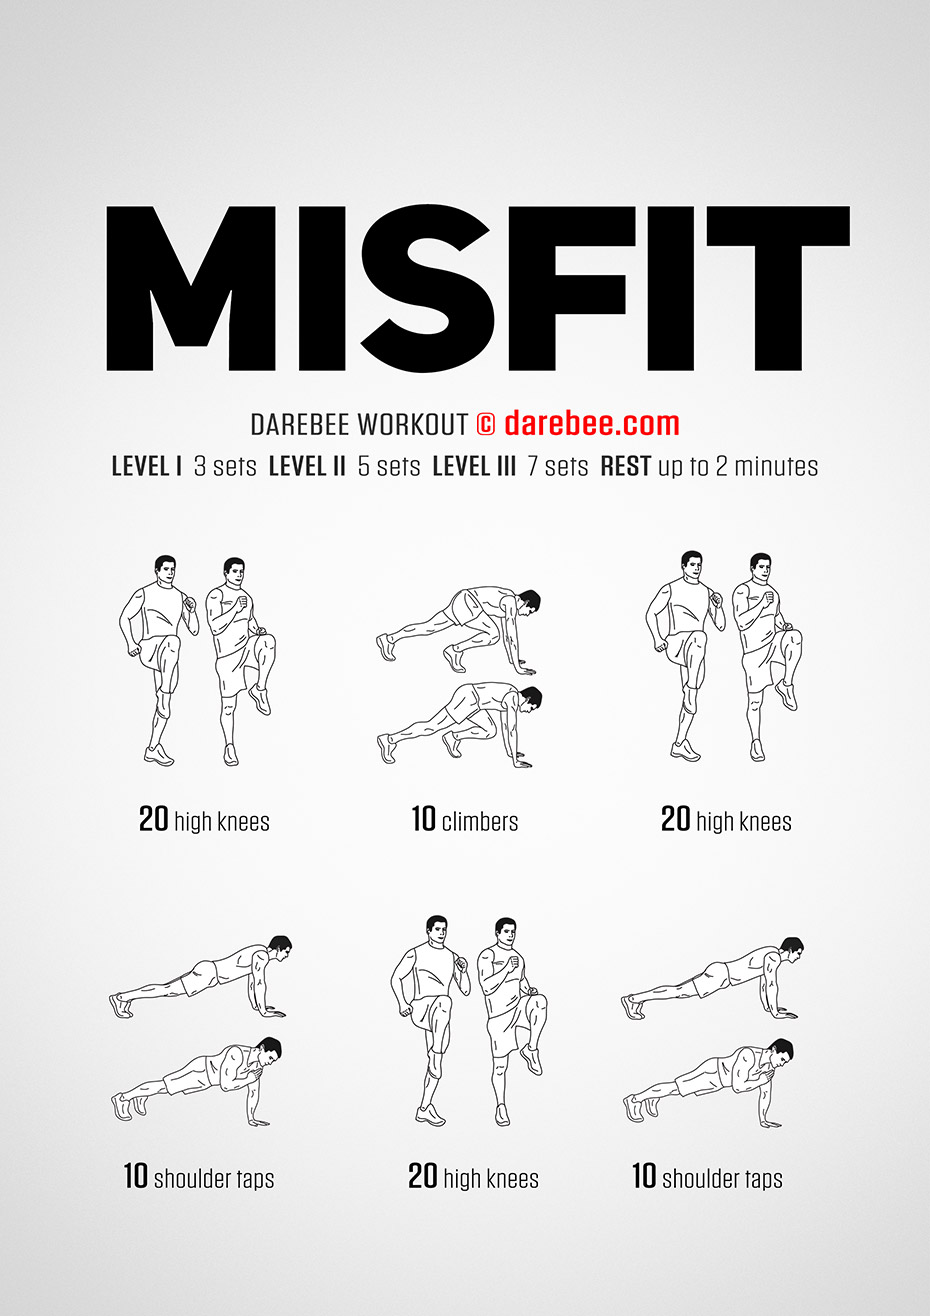 MISFIT
DAREBEE WORKOUT © darebee.com
LEVEL I 3 sets LEVEL II 5 sets LEVEL III 7 sets REST up to 2 minutes
20 high knees
10 climbers
20 high knees
10 shoulder taps
20 high knees
10 shoulder taps